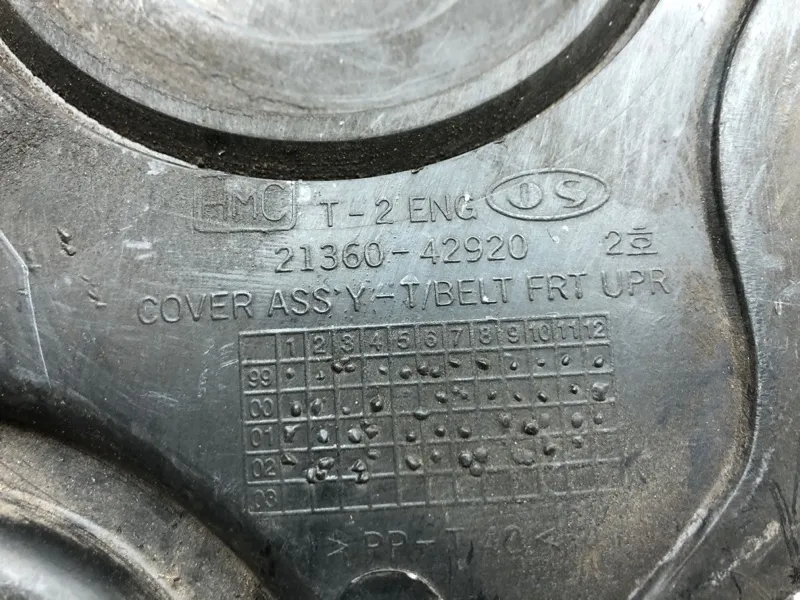 HMC T-2 ENG
21360-42920 2호
COVER ASS'Y-T/BELT FRT UPR
1 2 3 4 5 6 7 8 9 10 11 12
99
00
01
02
03
>PP-T40<